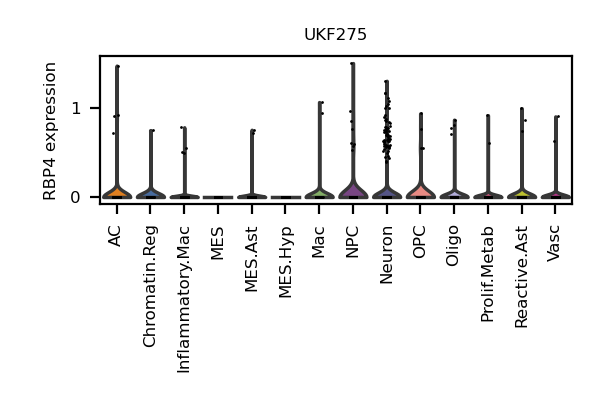 UKF275
RBP4 expression
1
0
AC
Chromatin.Reg
Inflammatory.Mac
MES
MES.Ast
MES.Hyp
Mac
NPC
Neuron
OPC
Oligo
Prolif.Metab
Reactive.Ast
Vasc